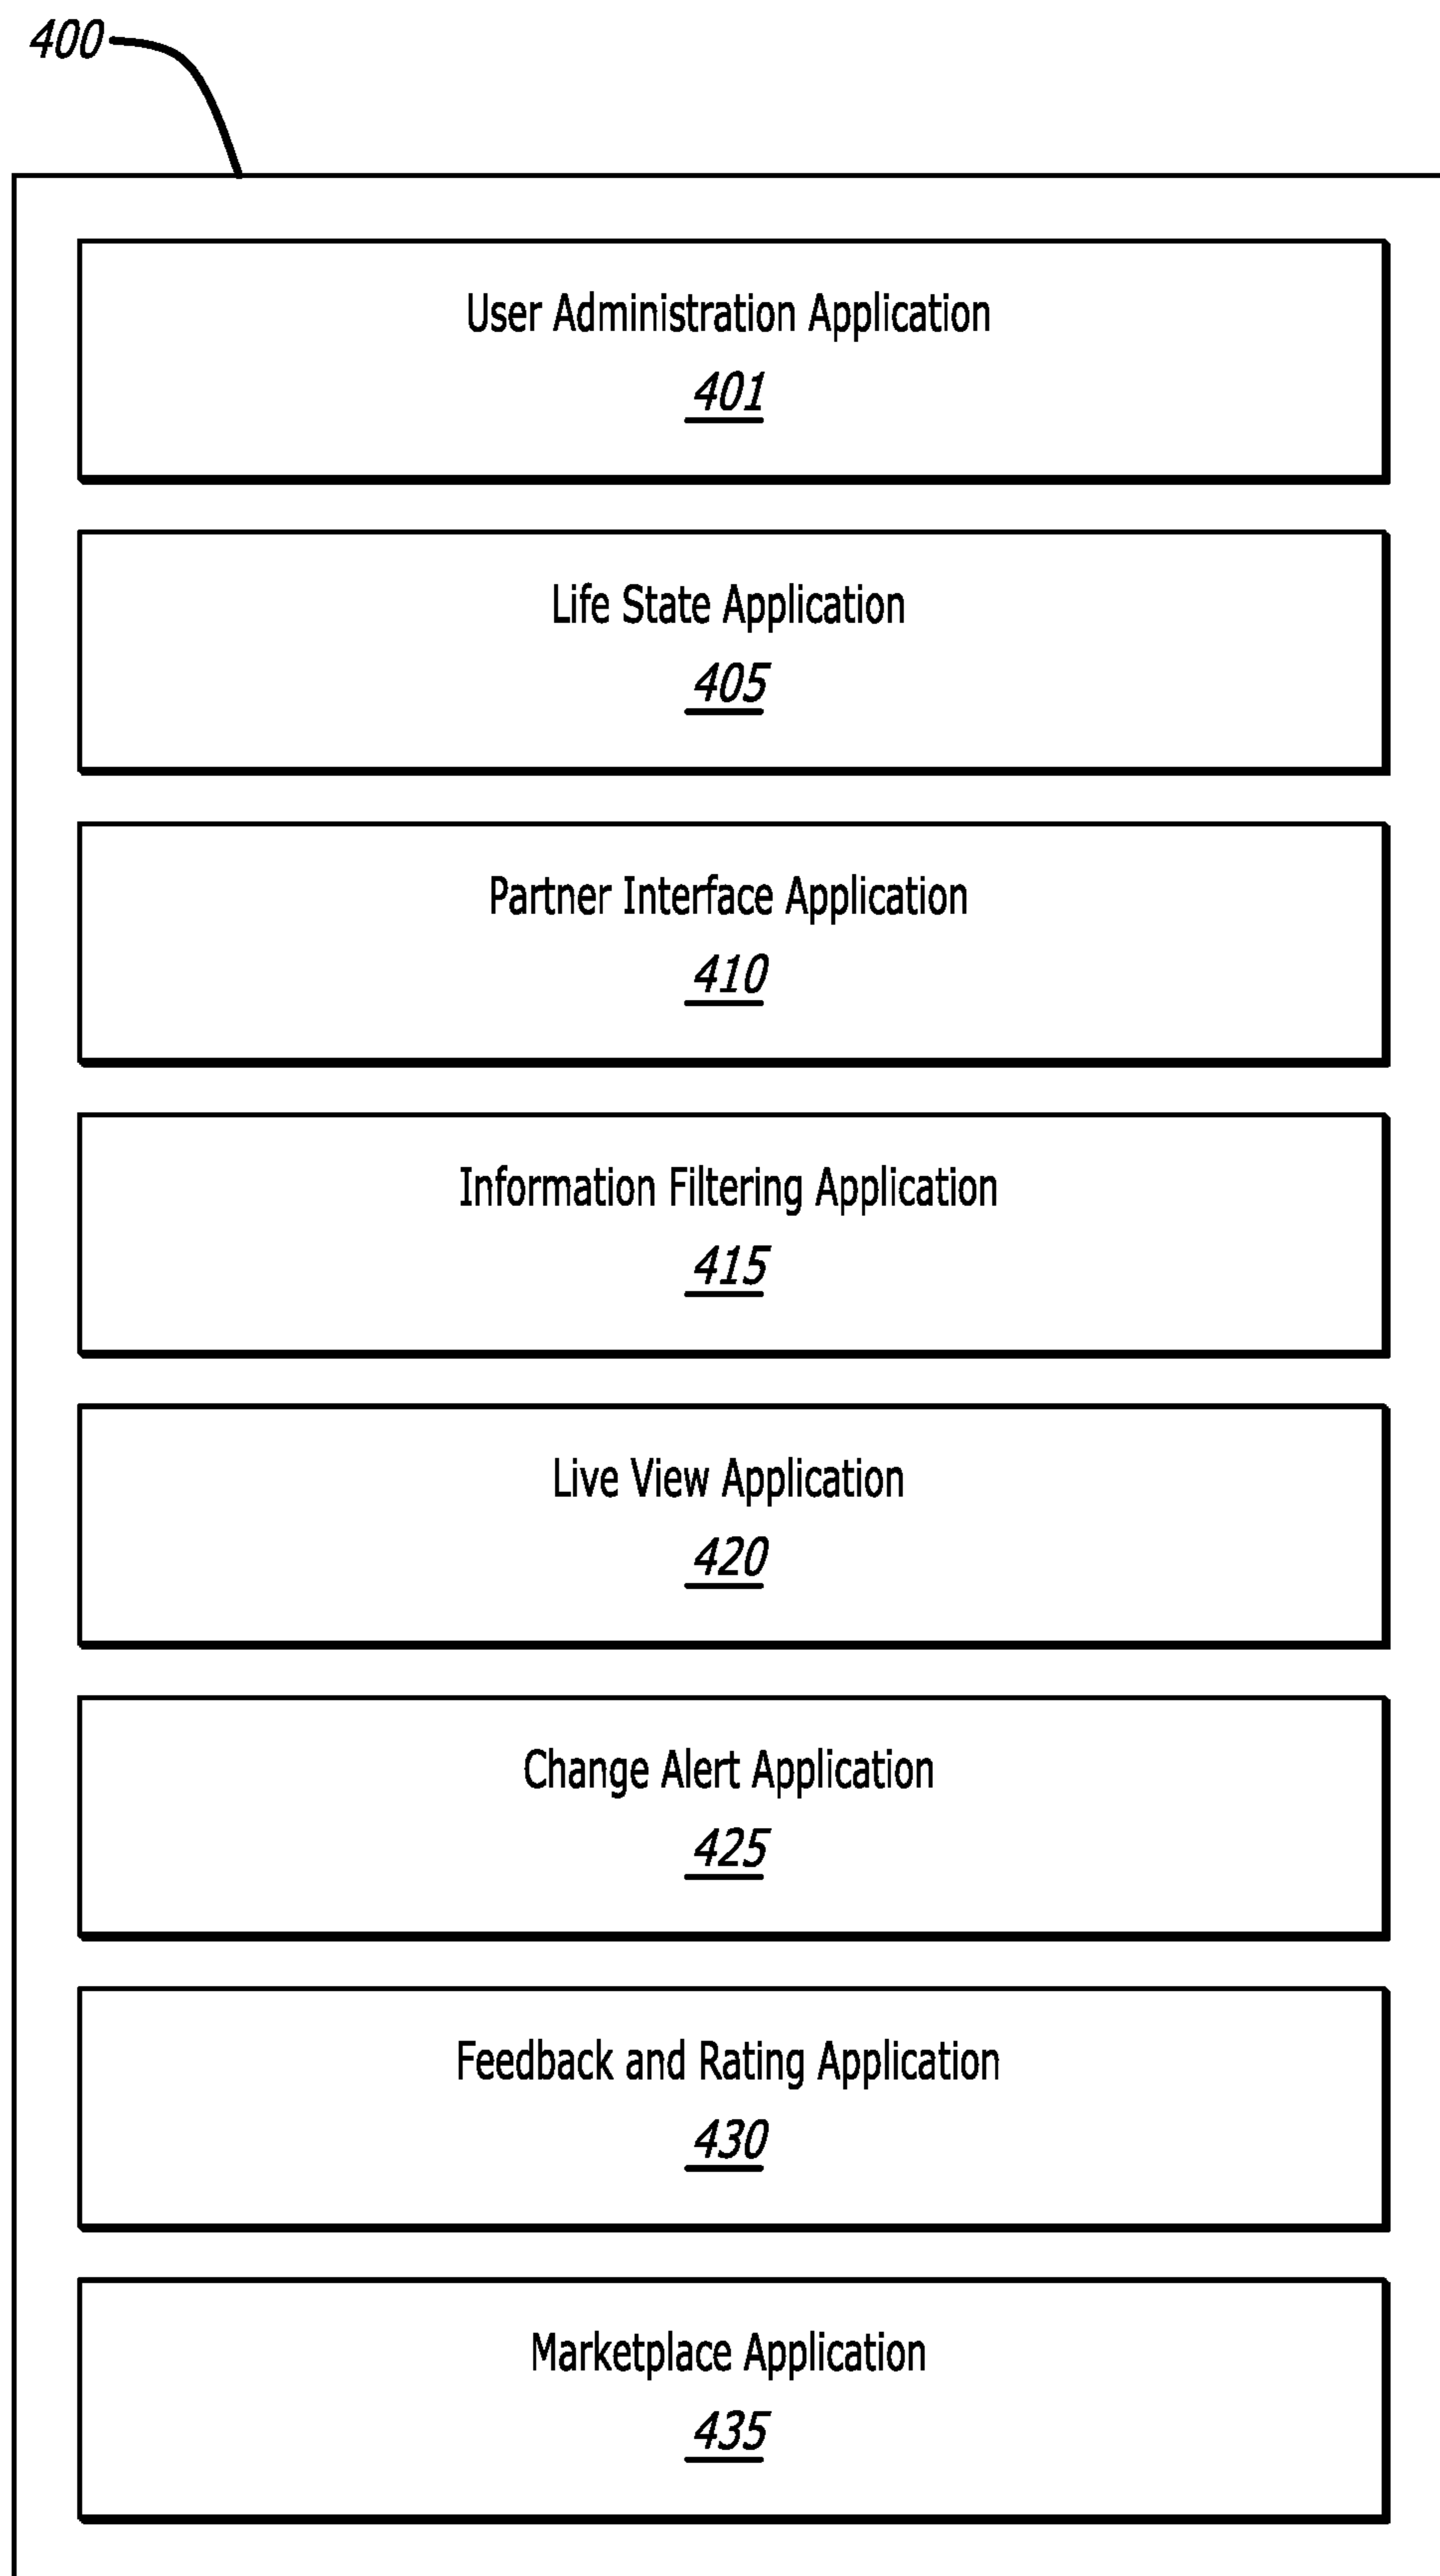 400
User Administration Application
401
Life State Application
405
Partner Interface Application
410
Information Filtering Application
415
Live View Application
420
Change Alert Application
425
Feedback and Rating Application
430
Marketplace Application
435